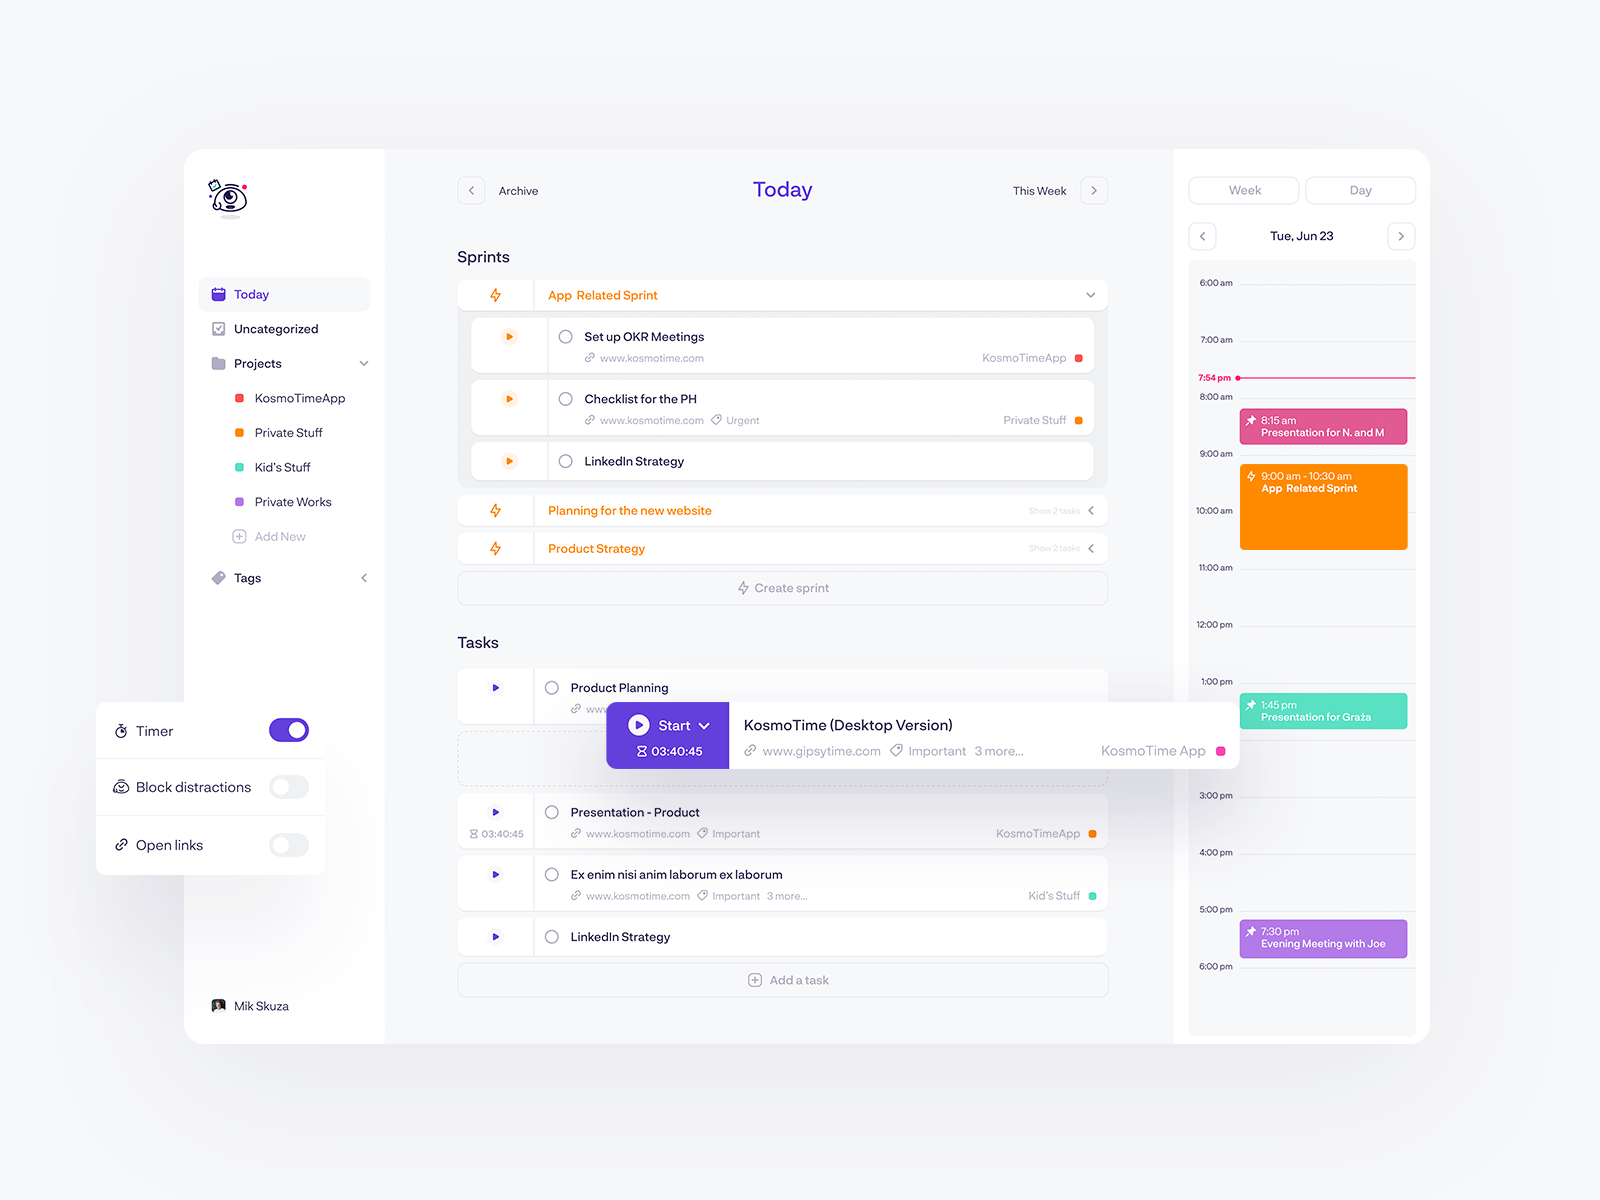 Today
Uncategorized
Projects
KosmoTimeApp
Private Stuff
Kid's Stuff
Private Works
Add New
Tags
Timer
Block distractions
Open links
Mik Skuza
Archive
Today
This Week
Sprints
App Related Sprint
Set up OKR Meetings
www.kosmotime.com
KosmoTimeApp
Checklist for the PH
www.kosmotime.com Urgent
Private Stuff
LinkedIn Strategy
Planning for the new website
Show 2 tasks
Product Strategy
Show 2 tasks
Create sprint
Tasks
Product Planning
Start
03:40:45
KosmoTime (Desktop Version)
www.gipsytime.com Important 3 more...
KosmoTime App
Presentation - Product
03:40:45
www.kosmotime.com Important
KosmoTimeApp
Ex enim nisi anim laborum ex laborum
www.kosmotime.com Important 3 more...
Kid's Stuff
LinkedIn Strategy
Add a task
Week
Day
Tue, Jun 23
6:00 am
7:00 am
7:54 pm
8:00 am
8:15 am
Presentation for N. and M
9:00 am
9:00 am - 10:30 am
App Related Sprint
10:00 am
11:00 am
12:00 pm
1:00 pm
1:45 pm
Presentation for Graża
3:00 pm
4:00 pm
5:00 pm
7:30 pm
Evening Meeting with Joe
6:00 pm